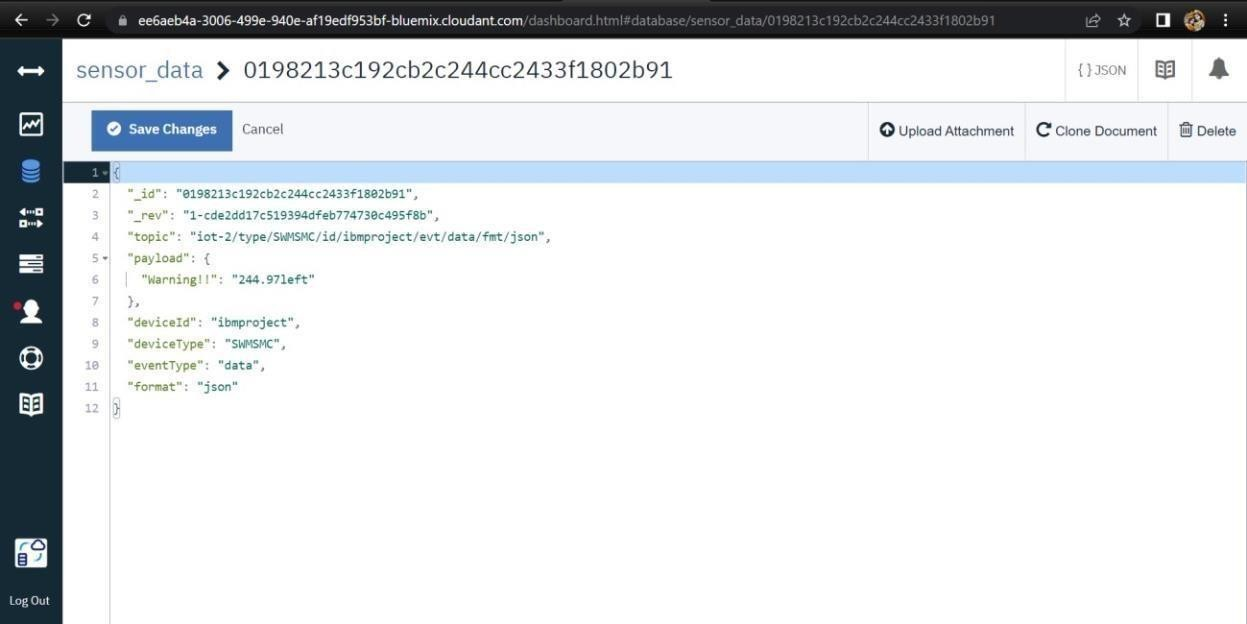 ee6aeb4a-3006-499e-940e-af19edf953bf-bluemix.cloudant.com/dashboard.html#database/sensor_data/0198213c192cb2c244cc2433f1802b91
sensor_data > 0198213c192cb2c244cc2433f1802b91
{ } JSON
Save Changes Cancel
Upload Attachment Clone Document Delete
1 {
2 "_id": "0198213c192cb2c244cc2433f1802b91",
3 "_rev": "1-cde2dd17c519394dfeb774730c495f8b",
4 "topic": "iot-2/type/SWMSMC/id/ibmproject/evt/data/fmt/json",
5 "payload": {
6 "Warning!!": "244.97left"
7 },
8 "deviceId": "ibmproject",
9 "deviceType": "SWMSMC",
10 "eventType": "data",
11 "format": "json"
12 }
Log Out